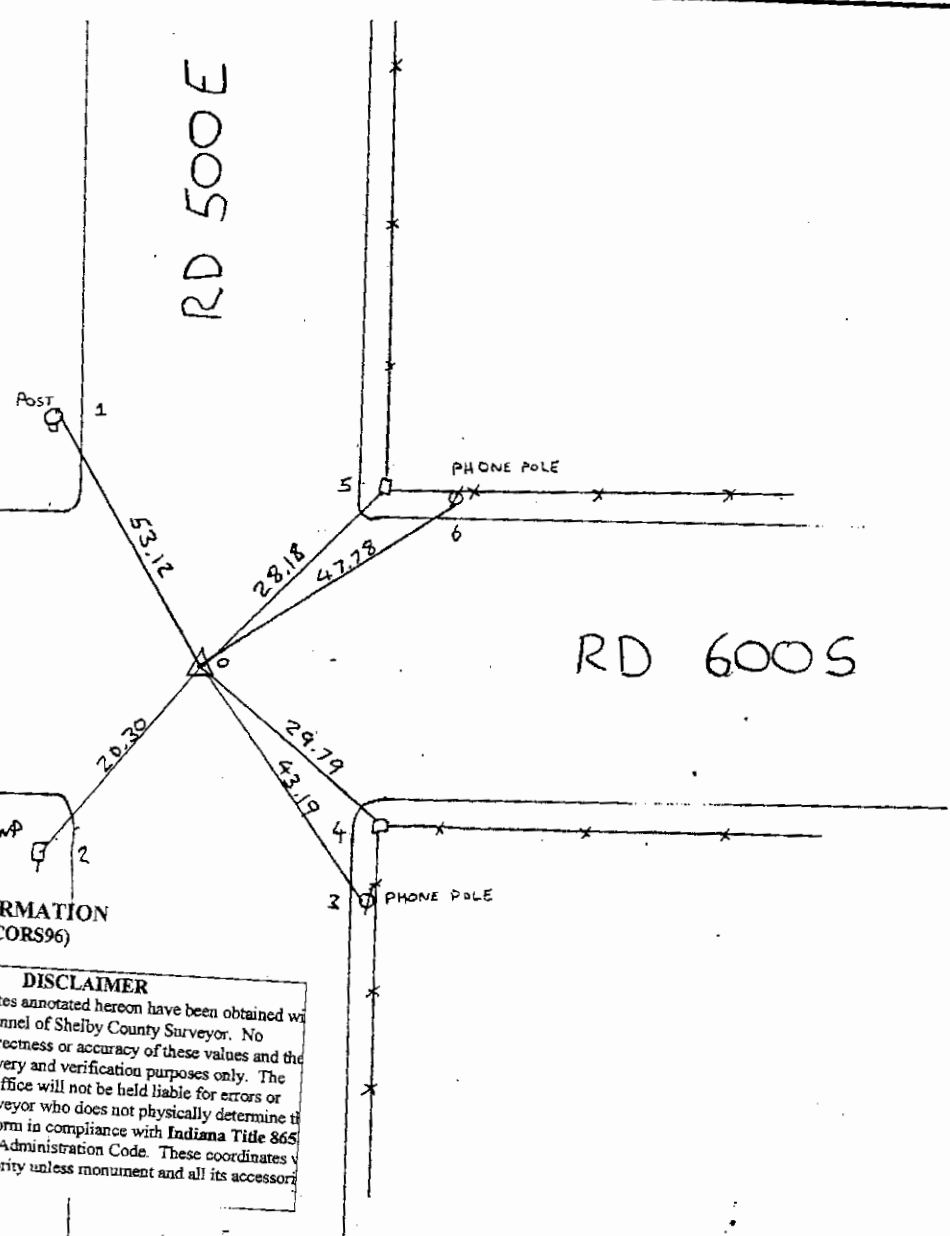 RD 500E
POST
1
PHONE POLE
5
6
53.12
28.18
47.78
0
RD 600S
20.30
29.79
43.19
4
2
3
PHONE POLE
RMATION
CORS96)
DISCLAIMER
tes annotated hereon have been obtained wi
nnel of Shelby County Surveyor. No
rectness or accuracy of these values and the
very and verification purposes only. The
ffice will not be held liable for errors or
veyor who does not physically determine th
orm in compliance with Indiana Title 865
Administration Code. These coordinates v
rity unless monument and all its accessori